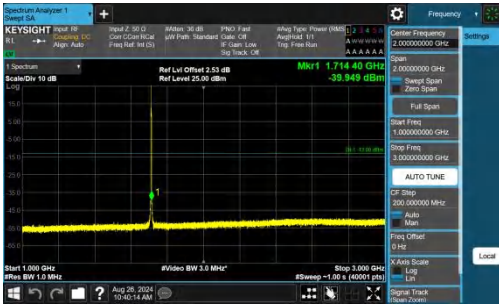 Spectrum Analyzer 1
Swept SA
Frequency
KEYSIGHT
Input: RF
Coupling: DC
Align: Auto
Input Z: 50 Ω
Corr CCorr RCal
Freq Ref: Int (S)
#Atten: 36 dB
µW Path: Standard
PNO: Fast
Gate: Off
IF Gain: Low
Sig Track: Off
#Avg Type: Power (RMS)
Avg|Hold: 1/1
Trig: Free Run
1 2 3 4 5 6
A W W W W W
A A A A A A
1 Spectrum
Scale/Div 10 dB
Log
Ref Lvl Offset 2.53 dB
Ref Level 25.00 dBm
Mkr1 1.714 40 GHz
-39.949 dBm
15.0
5.00
-5.00
-15.0
-25.0
-35.0
-45.0
-55.0
-65.0
1
Start 1.000 GHz
#Res BW 1.0 MHz
#Video BW 3.0 MHz*
Stop 3.000 GHz
#Sweep ~1.00 s (40001 pts)
Center Frequency
2.000000000 GHz
Span
2.00000000 GHz
Swept Span
Zero Span
Full Span
Start Freq
1.000000000 GHz
Stop Freq
3.000000000 GHz
AUTO TUNE
CF Step
200.000000 MHz
Auto
Man
Freq Offset
0 Hz
X Axis Scale
Log
Lin
Signal Track
(Span Zoom)
Settings
Local
?
Aug 26, 2024
10:40:14 AM